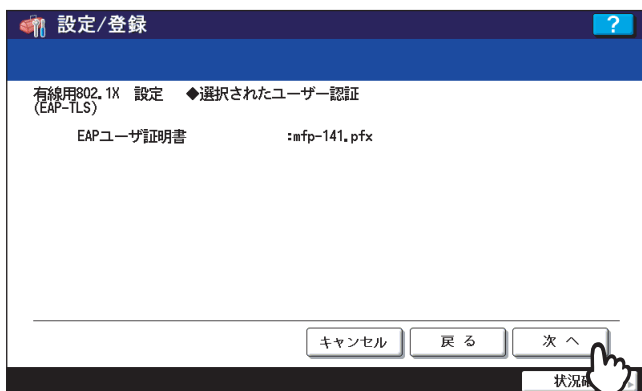 設定/登録
?
有線用802.1X 設定 ◆選択されたユーザー認証
(EAP-TLS)
EAPユーザ証明書 :mfp-141.pfx
キャンセル
戻る
次へ
状況